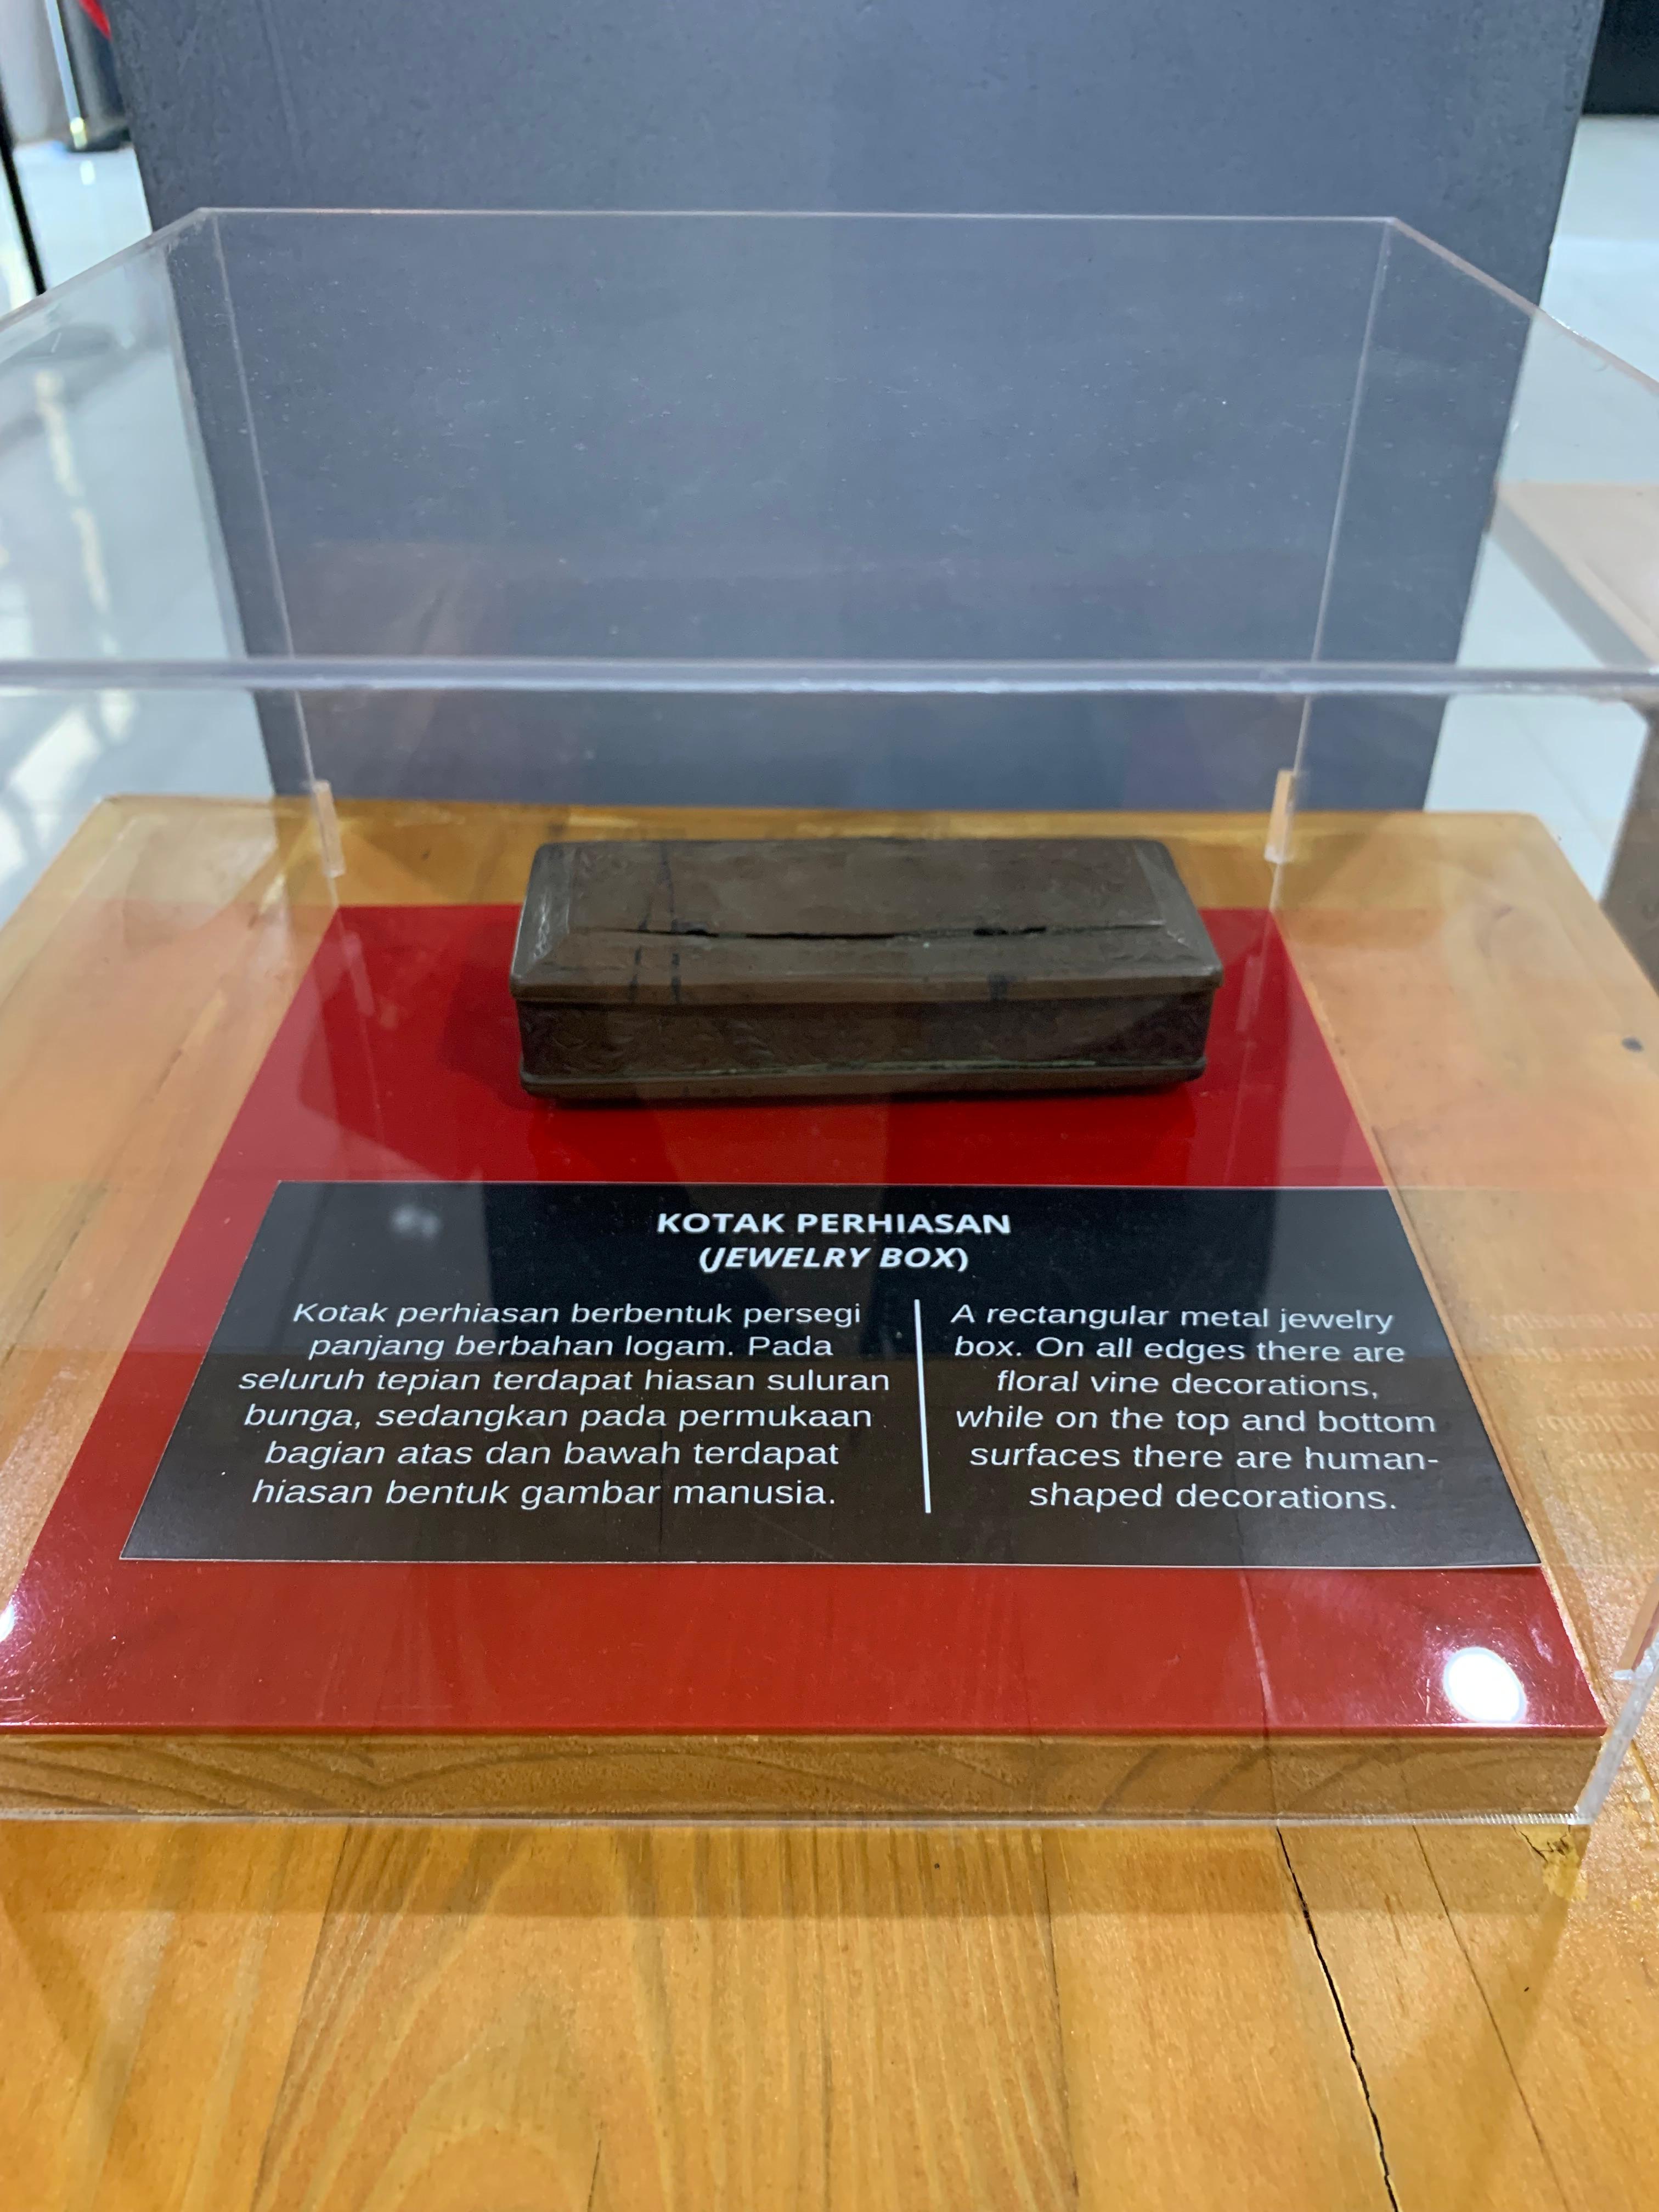 KOTAK PERHIASAN
(JEWELRY BOX)
Kotak perhiasan berbentuk persegi
panjang berbahan logam. Pada
seluruh tepian terdapat hiasan suluran
bunga, sedangkan pada permukaan
bagian atas dan bawah terdapat
hiasan bentuk gambar manusia.
A rectangular metal jewelry
box. On all edges there are
floral vine decorations,
while on the top and bottom
surfaces there are human-
shaped decorations.